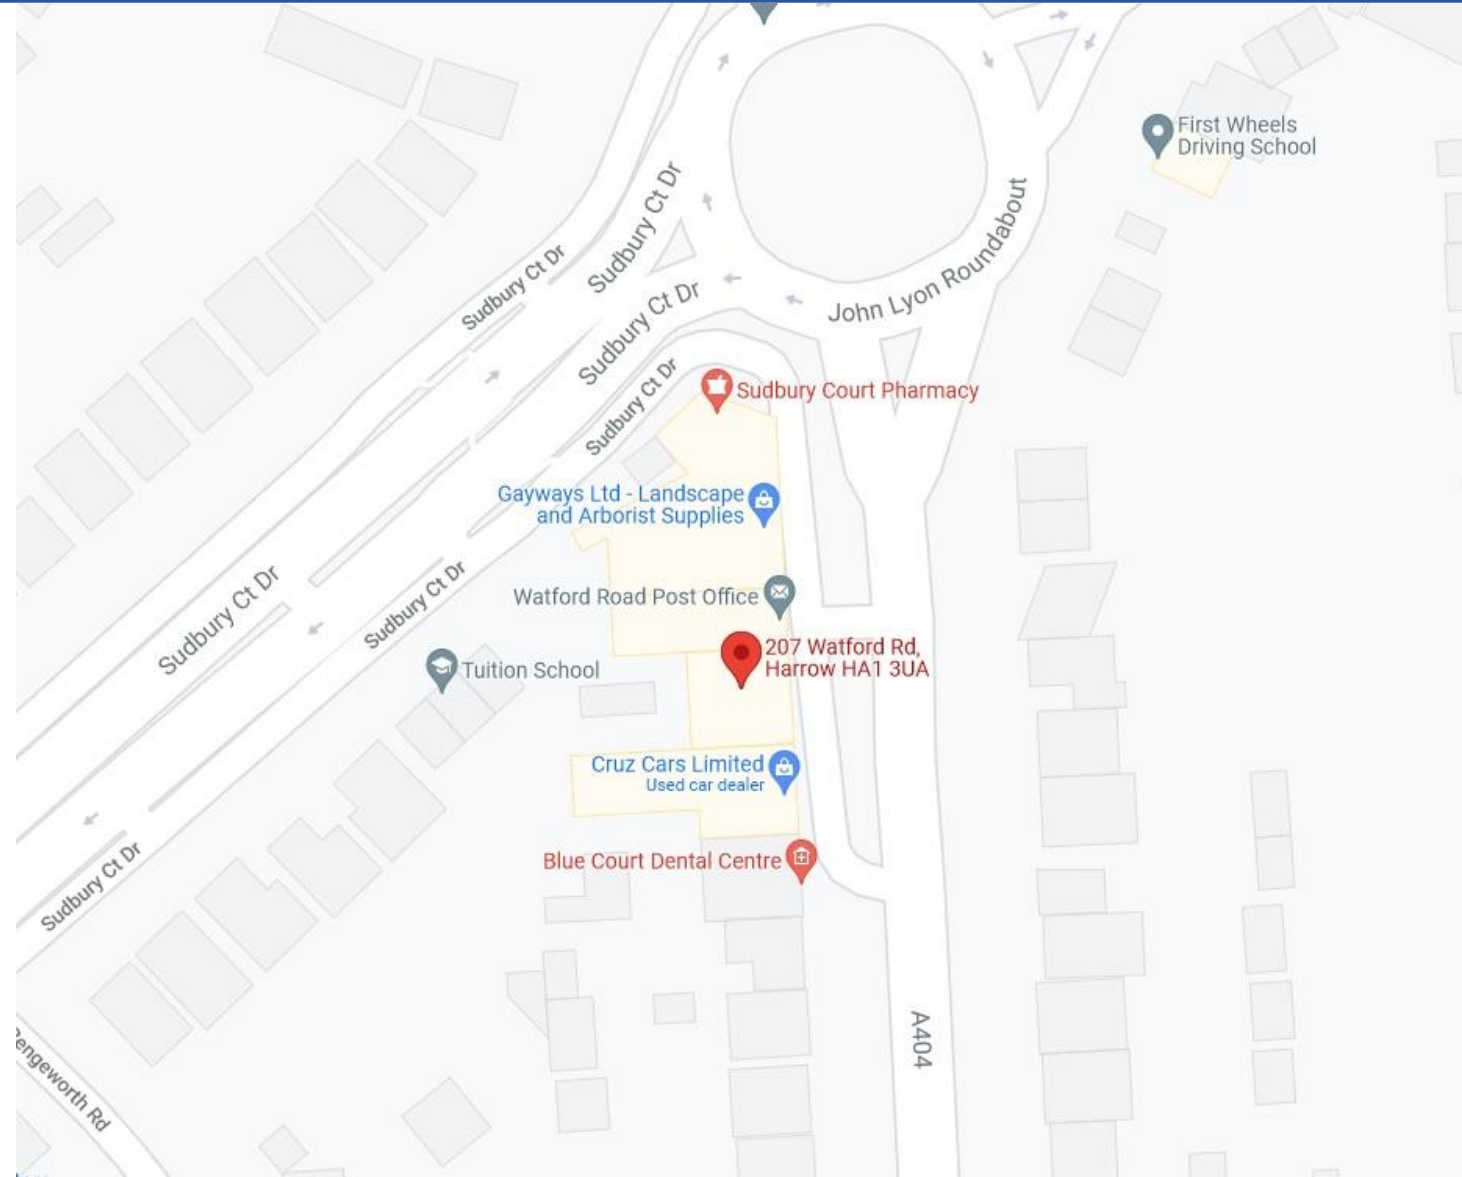 First Wheels
Driving School
Sudbury Ct Dr
Sudbury Ct Dr
John Lyon Roundabout
Sudbury Ct Dr
Sudbury Ct Dr
Sudbury Court Pharmacy
Gayways Ltd - Landscape
and Arborist Supplies
Watford Road Post Office
Sudbury Ct Dr
Sudbury Ct Dr
207 Watford Rd,
Harrow HA1 3UA
Tuition School
Cruz Cars Limited
Used car dealer
Blue Court Dental Centre
Sudbury Ct Dr
A404
Pengeworth Rd